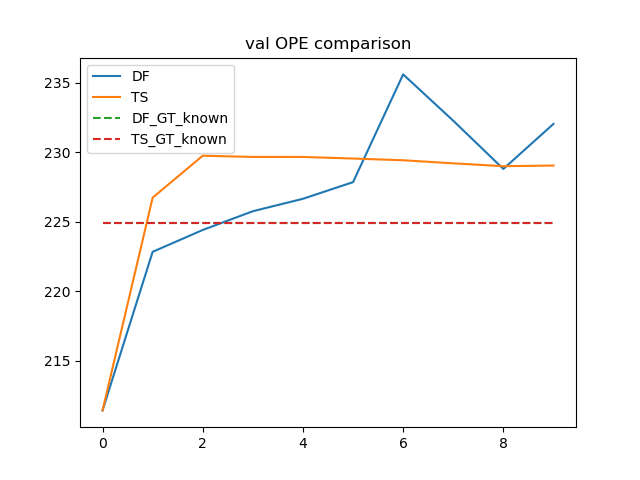 val OPE comparison
DF
TS
DF_GT_known
TS_GT_known
235
230
225
220
215
0 2 4 6 8